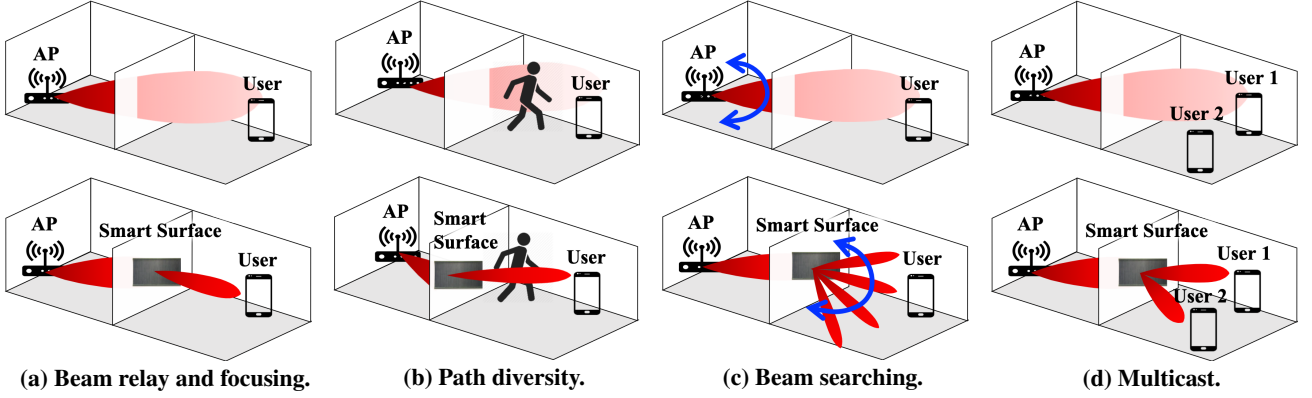 AP
User
AP
User
AP
User
AP
User 1
User 2
AP
Smart Surface
User
AP
Smart
Surface
User
AP
Smart Surface
User
AP
Smart Surface
User 1
User 2
(a) Beam relay and focusing.
(b) Path diversity.
(c) Beam searching.
(d) Multicast.